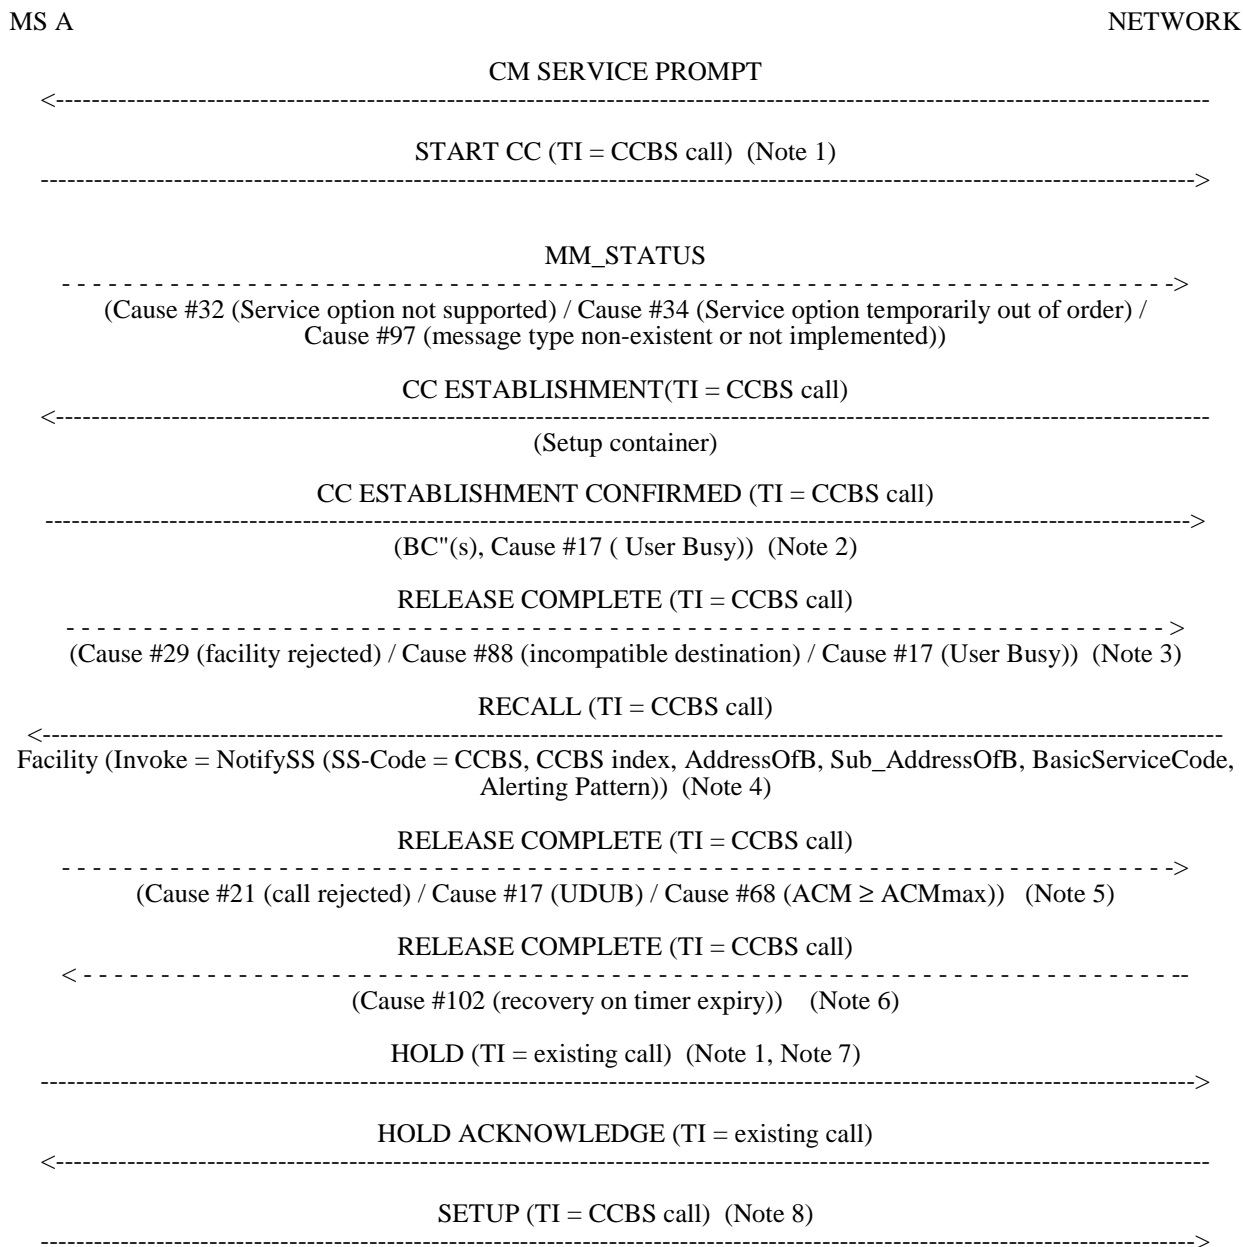 MS A NETWORK
CM SERVICE PROMPT
<----------------------------------------------------------------------------------------------------------------------------------
START CC (TI = CCBS call) (Note 1)
---------------------------------------------------------------------------------------------------------------------------------->
MM_STATUS
- - - - - - - - - - - - - - - - - - - - - - - - - - - - - - - - - - - - - - - - - - - - - - - - - - - - - - - - - - - - - - - - - - - - - - - ->
(Cause #32 (Service option not supported) / Cause #34 (Service option temporarily out of order) /
Cause #97 (message type non-existent or not implemented))
CC ESTABLISHMENT(TI = CCBS call)
<----------------------------------------------------------------------------------------------------------------------------------
(Setup container)
CC ESTABLISHMENT CONFIRMED (TI = CCBS call)
--------------------------------------------------------------------------------------------------------------------------------->
(BC"(s), Cause #17 ( User Busy)) (Note 2)
RELEASE COMPLETE (TI = CCBS call)
- - - - - - - - - - - - - - - - - - - - - - - - - - - - - - - - - - - - - - - - - - - - - - - - - - - - - - - - - - - - - - - - - - - - - - - >
(Cause #29 (facility rejected) / Cause #88 (incompatible destination) / Cause #17 (User Busy)) (Note 3)
RECALL (TI = CCBS call)
<-------------------------------------------------------------------------------------------------------------------------------------
Facility (Invoke = NotifySS (SS-Code = CCBS, CCBS index, AddressOfB, Sub_AddressOfB, BasicServiceCode,
Alerting Pattern)) (Note 4)
RELEASE COMPLETE (TI = CCBS call)
- - - - - - - - - - - - - - - - - - - - - - - - - - - - - - - - - - - - - - - - - - - - - - - - - - - - - - - - - - - - - - - - - - - - - - - ->
(Cause #21 (call rejected) / Cause #17 (UDUB) / Cause #68 (ACM ≥ ACMmax)) (Note 5)
RELEASE COMPLETE (TI = CCBS call)
< - - - - - - - - - - - - - - - - - - - - - - - - - - - - - - - - - - - - - - - - - - - - - - - - - - - - - - - - - - - - - - - - - - - - - - --
(Cause #102 (recovery on timer expiry)) (Note 6)
HOLD (TI = existing call) (Note 1, Note 7)
---------------------------------------------------------------------------------------------------------------------------------->
HOLD ACKNOWLEDGE (TI = existing call)
<----------------------------------------------------------------------------------------------------------------------------------
SETUP (TI = CCBS call) (Note 8)
---------------------------------------------------------------------------------------------------------------------------------->